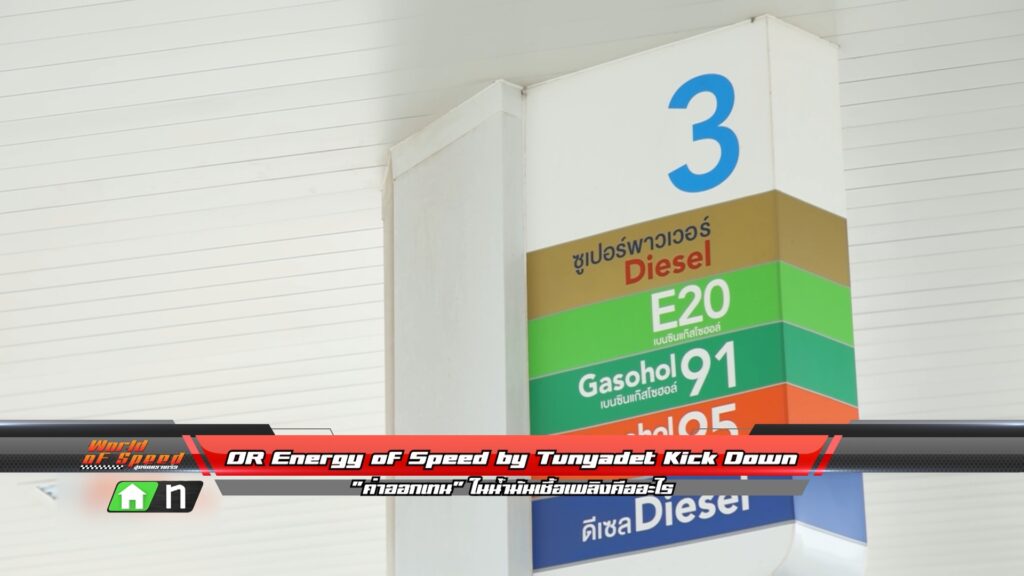 3
ซูเปอร์พาวเวอร์
Diesel
E20
เบนซินแก๊สโซฮอล์
Gasohol 91
เบนซินแก๊สโซฮอล์
95
World
of Speed
OR Energy of Speed by Tunyadet Kick Down
"ค่าออกเทน" ในน้ำมันเชื้อเพลิงคืออะไร
ท
ดีเซล Diesel